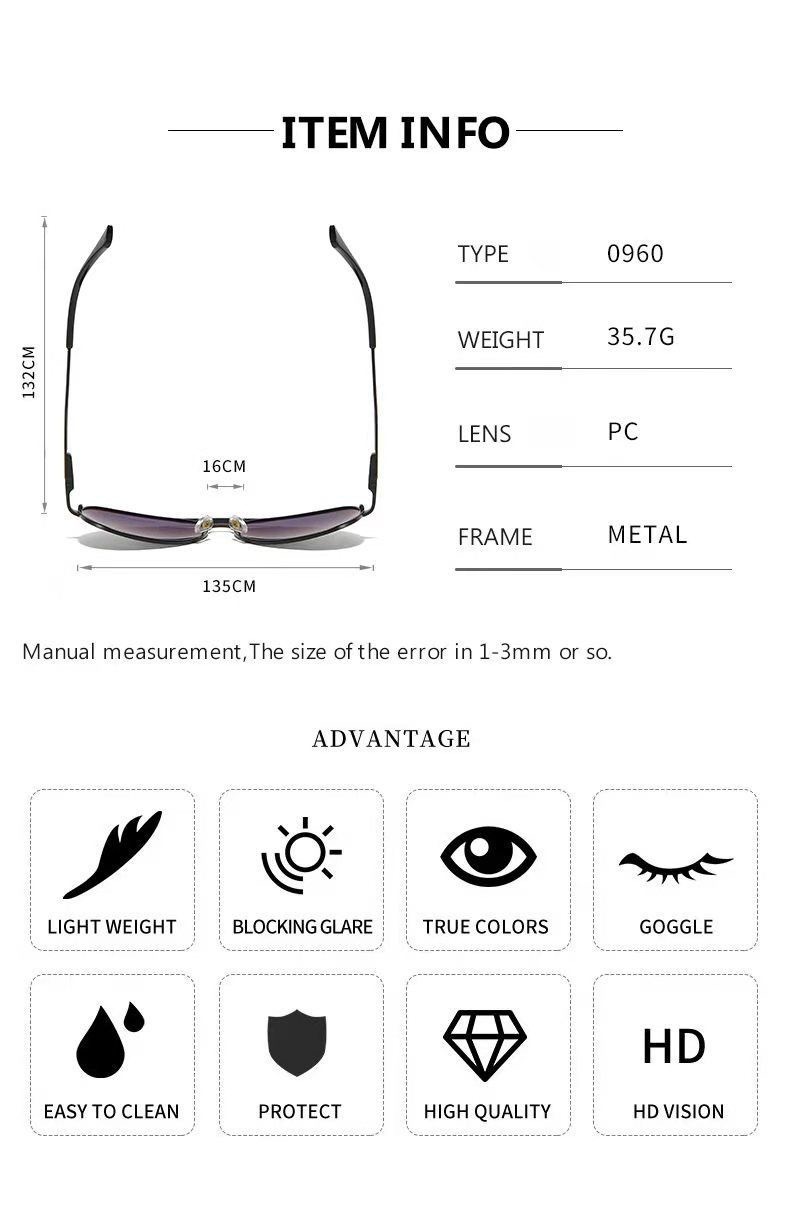 ITEM INFO
TYPE 0960
WEIGHT 35.7G
LENS PC
FRAME METAL
132CM
16CM
135CM
Manual measurement,The size of the error in 1-3mm or so.
ADVANTAGE
LIGHT WEIGHT
BLOCKING GLARE
TRUE COLORS
GOGGLE
EASY TO CLEAN
PROTECT
HIGH QUALITY
HD
HD VISION